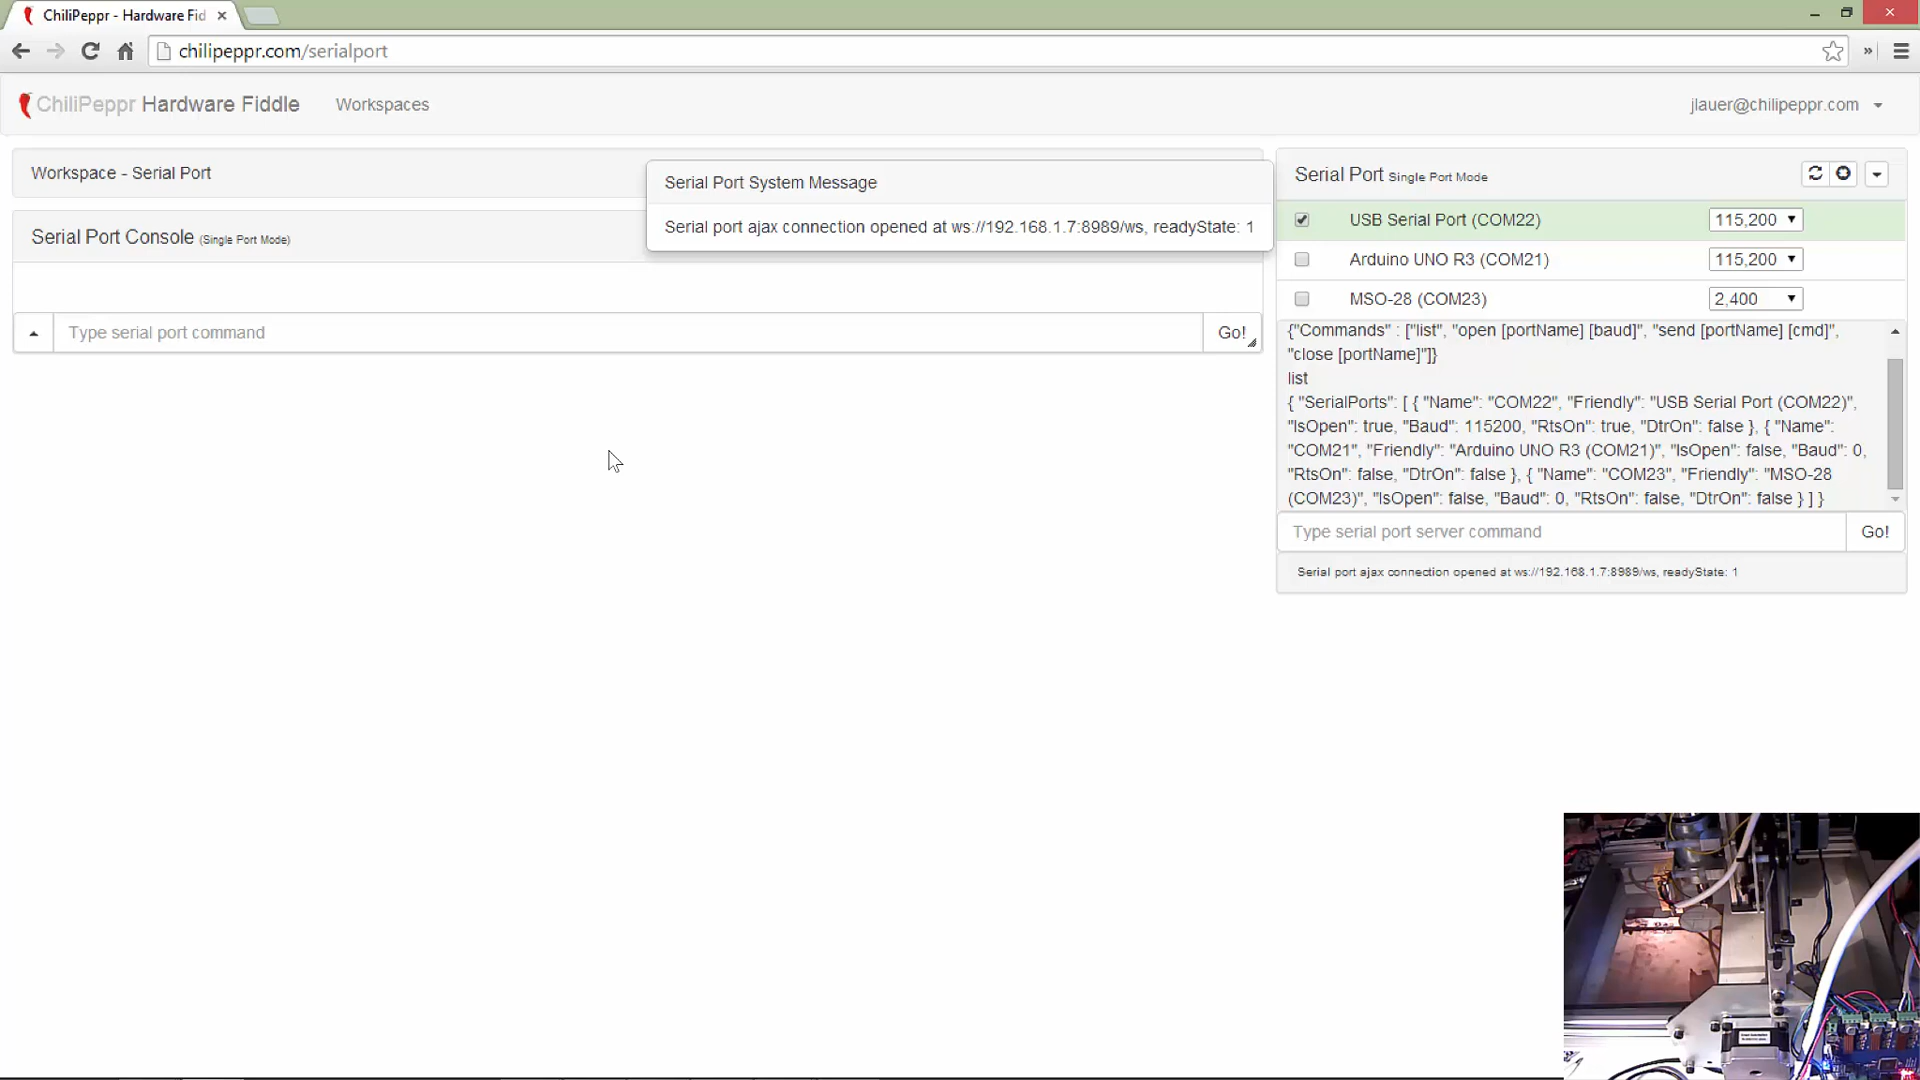 ChiliPeppr - Hardware Fid
chilipeppr.com/serialport
ChiliPeppr Hardware Fiddle
Workspaces
jlauer@chilipeppr.com
Workspace - Serial Port
Serial Port System Message
Serial port ajax connection opened at ws://192.168.1.7:8989/ws, readyState: 1
Serial Port Console (Single Port Mode)
Type serial port command
Go!
Serial Port Single Port Mode
USB Serial Port (COM22) 115,200
Arduino UNO R3 (COM21) 115,200
MSO-28 (COM23) 2,400
{"Commands" : ["list", "open [portName] [baud]", "send [portName] [cmd]",
"close [portName]"]}
list
{ "SerialPorts": [ { "Name": "COM22", "Friendly": "USB Serial Port (COM22)",
"IsOpen": true, "Baud": 115200, "RtsOn": true, "DtrOn": false }, { "Name":
"COM21", "Friendly": "Arduino UNO R3 (COM21)", "IsOpen": false, "Baud": 0,
"RtsOn": false, "DtrOn": false }, { "Name": "COM23", "Friendly": "MSO-28
(COM23)", "IsOpen": false, "Baud": 0, "RtsOn": false, "DtrOn": false } ] }
Type serial port server command
Go!
Serial port ajax connection opened at ws://192.168.1.7:8989/ws, readyState: 1